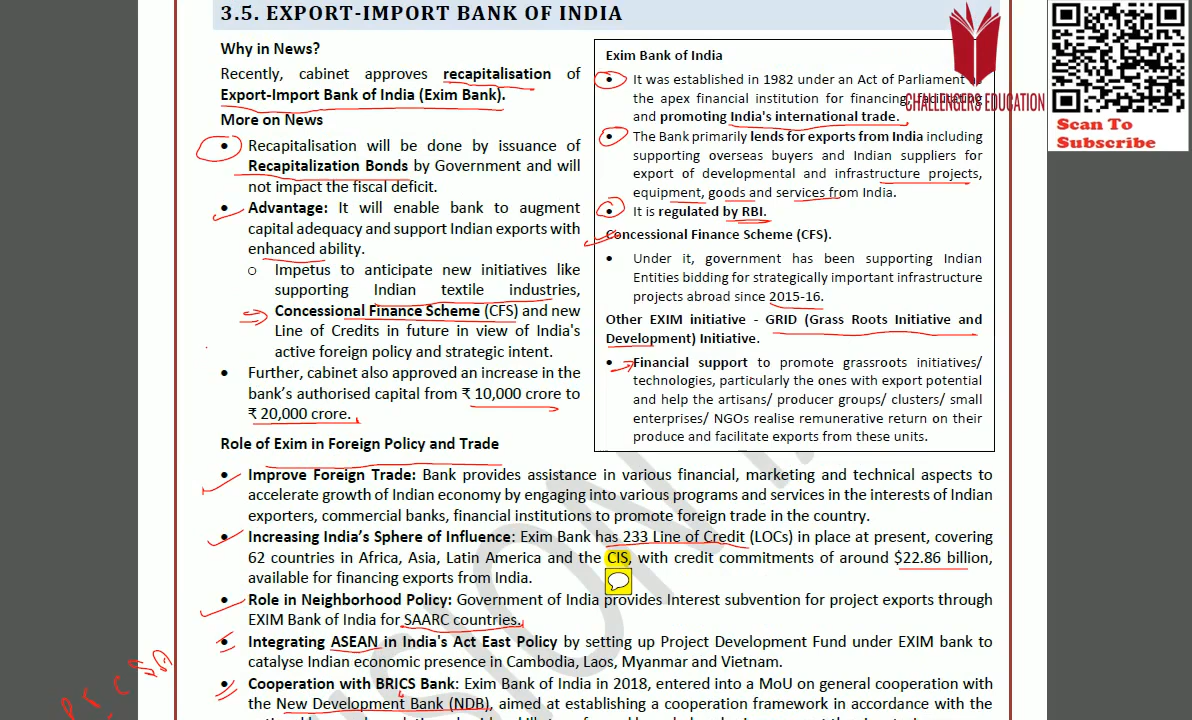 3.5. EXPORT-IMPORT BANK OF INDIA
Why in News?
Recently, cabinet approves recapitalisation of
Export-Import Bank of India (Exim Bank).
More on News
• Recapitalisation will be done by issuance of
Recapitalization Bonds by Government and will
not impact the fiscal deficit.
• Advantage: It will enable bank to augment
capital adequacy and support Indian exports with
enhanced ability.
o Impetus to anticipate new initiatives like
supporting Indian textile industries,
Concessional Finance Scheme (CFS) and new
Line of Credits in future in view of India's
active foreign policy and strategic intent.
• Further, cabinet also approved an increase in the
bank's authorised capital from ₹ 10,000 crore to
₹ 20,000 crore.
Exim Bank of India
• It was established in 1982 under an Act of Parliament
the apex financial institution for financing, facilitating
and promoting India's international trade.
• The Bank primarily lends for exports from India including
supporting overseas buyers and Indian suppliers for
export of developmental and infrastructure projects,
equipment, goods and services from India.
• It is regulated by RBI.
Concessional Finance Scheme (CFS).
• Under it, government has been supporting Indian
Entities bidding for strategically important infrastructure
projects abroad since 2015-16.
Other EXIM initiative - GRID (Grass Roots Initiative and
Development) Initiative.
• Financial support to promote grassroots initiatives/
technologies, particularly the ones with export potential
and help the artisans/ producer groups/ clusters/ small
enterprises/ NGOs realise remunerative return on their
produce and facilitate exports from these units.
CHALLENGERS EDUCATION
Scan To
Subscribe
Role of Exim in Foreign Policy and Trade
• Improve Foreign Trade: Bank provides assistance in various financial, marketing and technical aspects to
accelerate growth of Indian economy by engaging into various programs and services in the interests of Indian
exporters, commercial banks, financial institutions to promote foreign trade in the country.
• Increasing India's Sphere of Influence: Exim Bank has 233 Line of Credit (LOCs) in place at present, covering
62 countries in Africa, Asia, Latin America and the CIS, with credit commitments of around $22.86 billion,
available for financing exports from India.
• Role in Neighborhood Policy: Government of India provides Interest subvention for project exports through
EXIM Bank of India for SAARC countries.
• Integrating ASEAN in India's Act East Policy by setting up Project Development Fund under EXIM bank to
catalyse Indian economic presence in Cambodia, Laos, Myanmar and Vietnam.
• Cooperation with BRICS Bank: Exim Bank of India in 2018, entered into a MoU on general cooperation with
the New Development Bank (NDB), aimed at establishing a cooperation framework in accordance with the